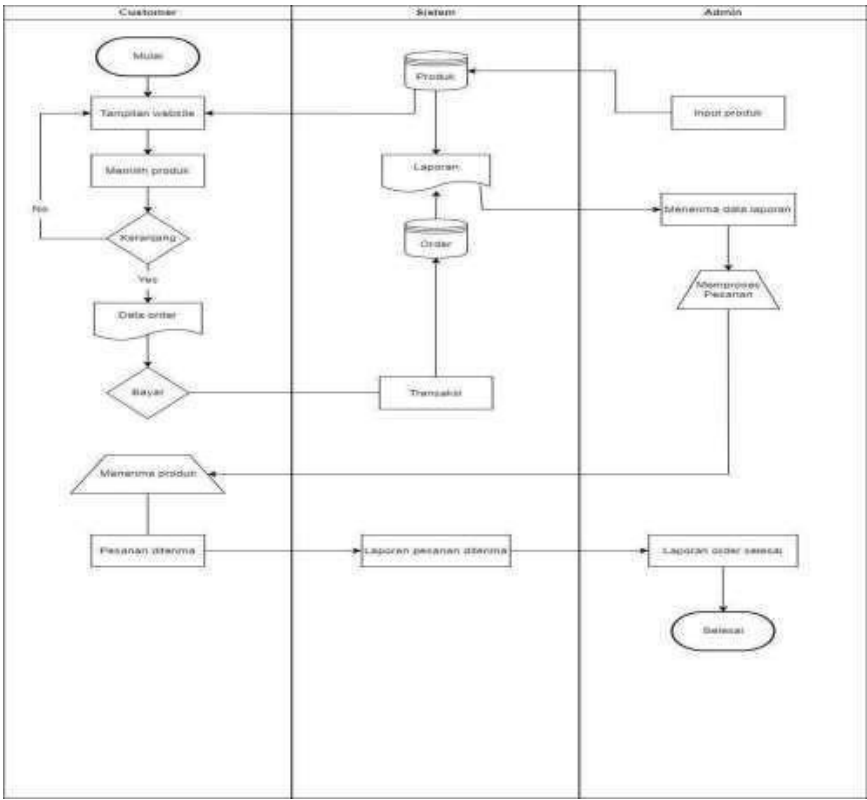 Customer
Sistem
Admin
Mulai
Produk
Tampilan website
Input produk
Memilih produk
Laporan
No
Menerima data laporan
Keranjang
Order
Yes
Memproses
Pesanan
Data order
Bayar
Transaksi
Menerima produk
Pesanan diterima
Laporan pesanan diterima
Laporan order selesai
Selesai